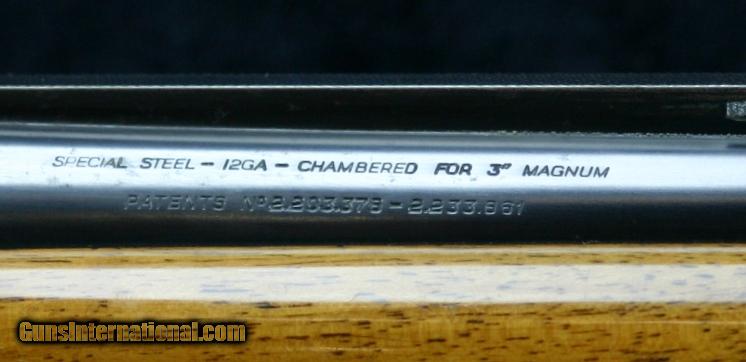 SPECIAL STEEL - 12GA - CHAMBERED FOR 3" MAGNUM
PATENTS No 2.203.378 - 2.233.861
GunsInternational.com